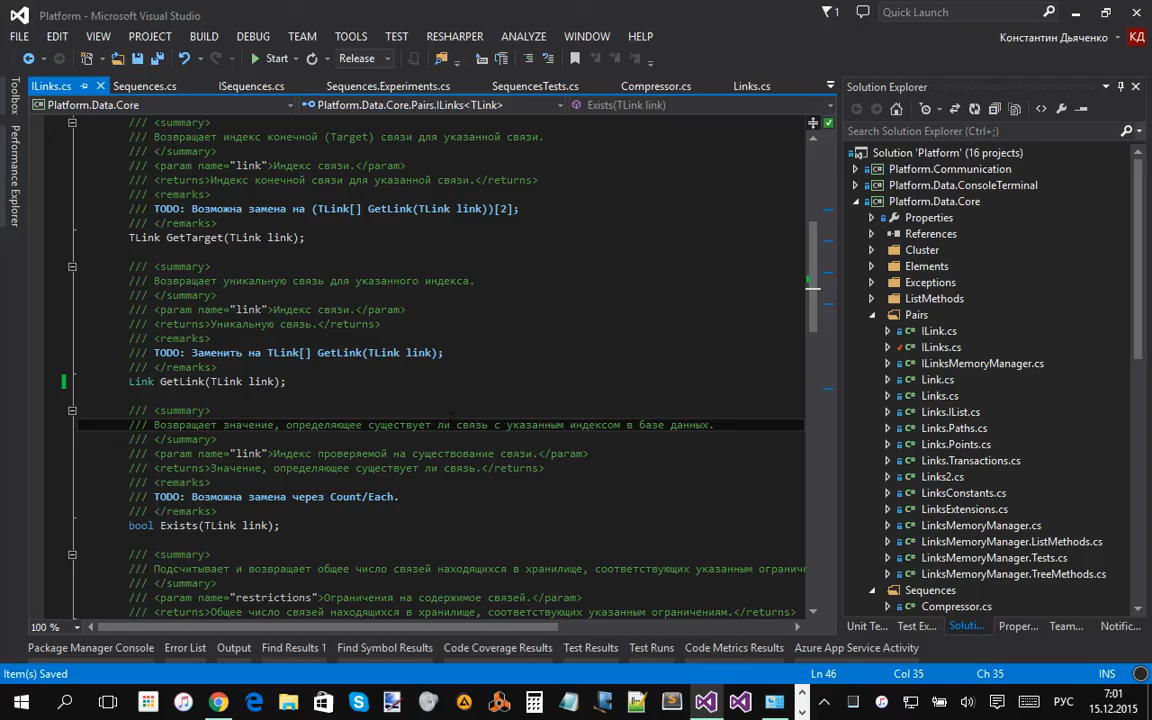 Platform - Microsoft Visual Studio
1
Quick Launch
FILE EDIT VIEW PROJECT BUILD DEBUG TEAM TOOLS TEST RESHARPER ANALYZE WINDOW HELP
Константин Дьяченко КД
Start Release
ILinks.cs Sequences.cs ISequences.cs Sequences.Experiments.cs SequencesTests.cs Compressor.cs Links.cs
Platform.Data.Core Platform.Data.Core.Pairs.ILinks<TLink> Exists(TLink link)
Toolbox
Performance Explorer
/// <summary>
/// Возвращает индекс конечной (Target) связи для указанной связи.
/// </summary>
/// <param name="link">Индекс связи.</param>
/// <returns>Индекс конечной связи для указанной связи.</returns>
/// <remarks>
/// TODO: Возможна замена на (TLink[] GetLink(TLink link))[2];
/// </remarks>
TLink GetTarget(TLink link);
/// <summary>
/// Возвращает уникальную связь для указанного индекса.
/// </summary>
/// <param name="link">Индекс связи.</param>
/// <returns>Уникальную связь.</returns>
/// <remarks>
/// TODO: Заменить на TLink[] GetLink(TLink link);
/// </remarks>
Link GetLink(TLink link);
/// <summary>
/// Возвращает значение, определяющее существует ли связь с указанным индексом в базе данных.
/// </summary>
/// <param name="link">Индекс проверяемой на существование связи.</param>
/// <returns>Значение, определяющее существует ли связь.</returns>
/// <remarks>
/// TODO: Возможна замена через Count/Each.
/// </remarks>
bool Exists(TLink link);
/// <summary>
/// Подсчитывает и возвращает общее число связей находящихся в хранилище, соответствующих указанным ограниче
/// </summary>
/// <param name="restrictions">Ограничения на содержимое связей.</param>
/// <returns>Общее число связей находящихся в хранилище, соответствующих указанным ограничениям.</returns>
100 %
Solution Explorer
Search Solution Explorer (Ctrl+;)
Solution 'Platform' (16 projects)
Platform.Communication
Platform.Data.ConsoleTerminal
Platform.Data.Core
Properties
References
Cluster
Elements
Exceptions
ListMethods
Pairs
ILink.cs
ILinks.cs
ILinksMemoryManager.cs
Link.cs
Links.cs
Links.IList.cs
Links.Paths.cs
Links.Points.cs
Links.Transactions.cs
Links2.cs
LinksConstants.cs
LinksExtensions.cs
LinksMemoryManager.cs
LinksMemoryManager.ListMethods.cs
LinksMemoryManager.Tests.cs
LinksMemoryManager.TreeMethods.cs
Sequences
Compressor.cs
Unit Te... Test Ex... Soluti... Proper... Team... Notific...
Package Manager Console Error List Output Find Results 1 Find Symbol Results Code Coverage Results Test Results Test Runs Code Metrics Results Azure App Service Activity
Item(s) Saved Ln 46 Col 35 Ch 35 INS
РУС
7:01
15.12.2015